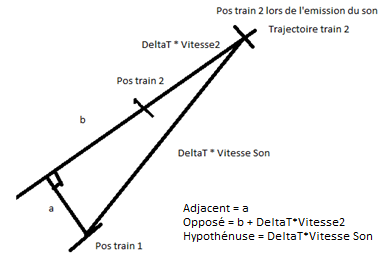 Pos train 2 lors de l'emission du son
Trajectoire train 2
DeltaT * Vitesse2
Pos train 2
b
DeltaT * Vitesse Son
a
Adjacent = a
Opposé = b + DeltaT*Vitesse2
Hypothénuse = DeltaT*Vitesse Son
Pos train 1